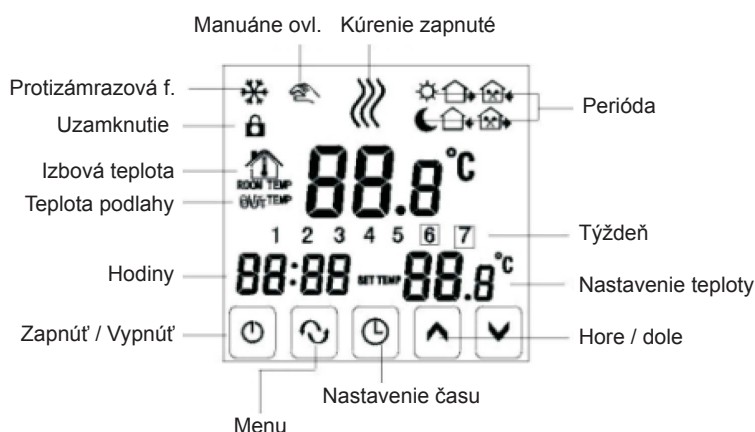 Manuáne ovl. Kúrenie zapnuté
Protizámrazová f.
Uzamknutie
Perióda
Izbová teplota
ROOM TEMP
88.8°C
Teplota podlahy
OUT TEMP
1 2 3 4 5 6 7
Týždeň
Hodiny
88:88
SET TEMP
88.8°C
Nastavenie teploty
Zapnúť / Vypnúť
Hore / dole
Nastavenie času
Menu